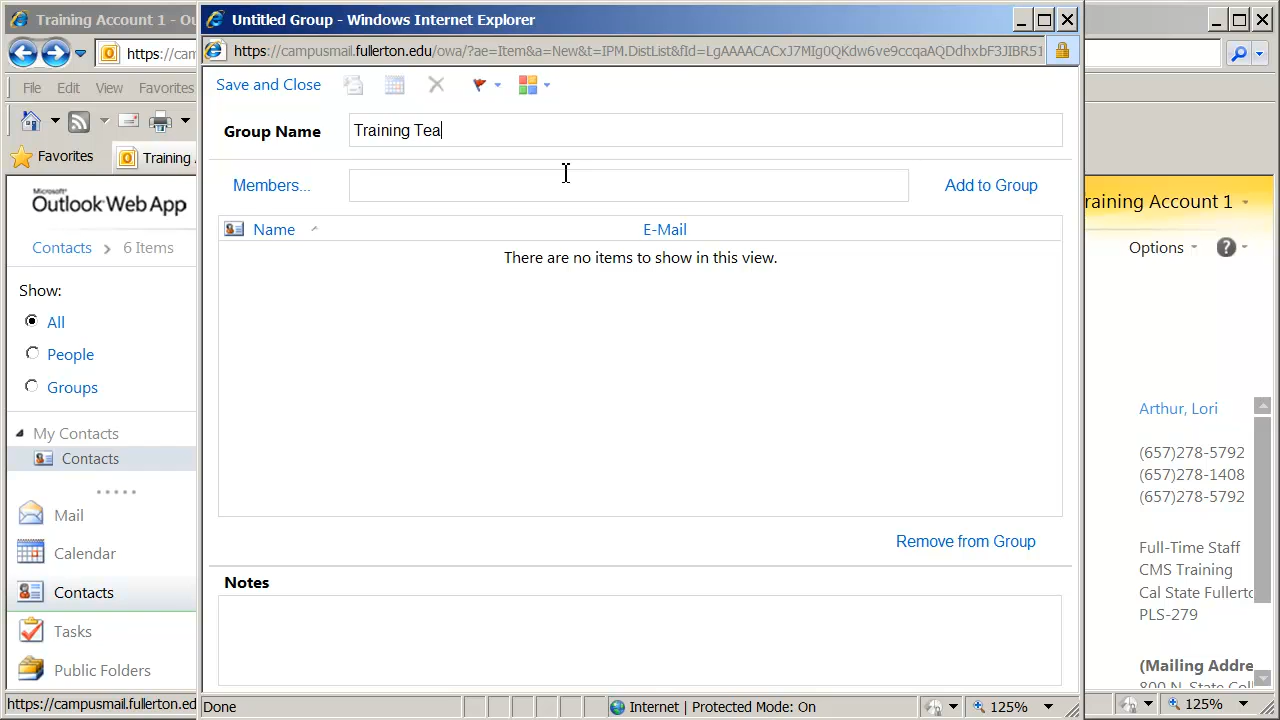 Training Account 1 - Ou
Untitled Group - Windows Internet Explorer
https://cam
https://campusmail.fullerton.edu/owa/?ae=Item&a=New&t=IPM.DistList&fId=
File Edit View Favorites
Save and Close
Group Name
Training Tea
Favorites
Training
Members...
Add to Group
Microsoft
Outlook Web App
raining Account 1
Name
E-Mail
Contacts > 6 Items
Options
There are no items to show in this view.
Show:
All
People
Groups
My Contacts
Contacts
Arthur, Lori
(657)278-5792
(657)278-1408
(657)278-5792
Mail
Calendar
Contacts
Tasks
Public Folders
Remove from Group
Full-Time Staff
CMS Training
Cal State Fullerto
PLS-279
Notes
(Mailing Addre
800 N. State Coll
https://campusmail.fullerton.ed
Done
Internet | Protected Mode: On
125%
125%